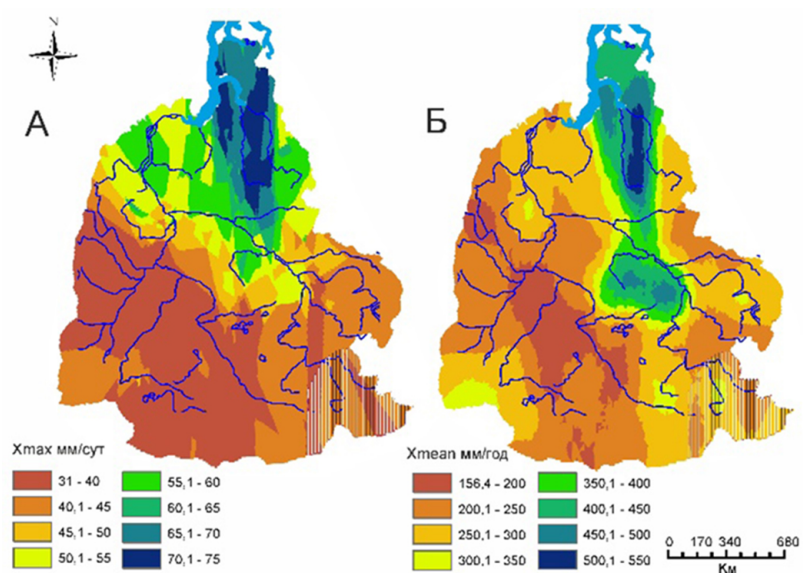 N
А
Б
Xmax мм/сут
31 - 40
40,1 - 45
45,1 - 50
50,1 - 55
55,1 - 60
60,1 - 65
65,1 - 70
70,1 - 75
Xmean мм/год
156,4 - 200
200,1 - 250
250,1 - 300
300,1 - 350
350,1 - 400
400,1 - 450
450,1 - 500
500,1 - 550
0 170 340 680
Км